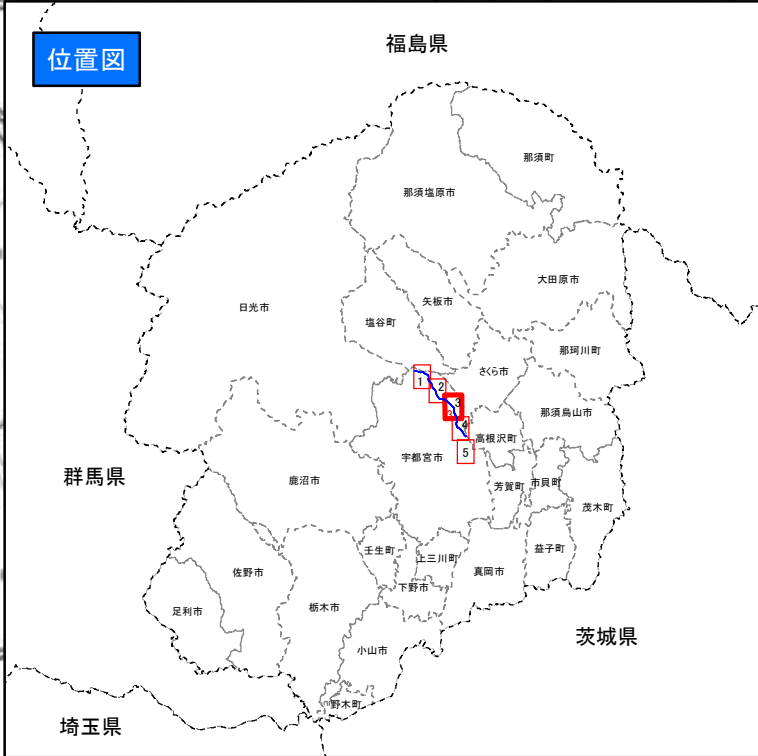 位置図
福島県
那須町
那須塩原市
大田原市
日光市
矢板市
塩谷町
那珂川町
さくら市
1
2
3
那須烏山市
4
高根沢町
5
宇都宮市
群馬県
鹿沼市
芳賀町
市貝町
茂木町
壬生町
上三川町
益子町
佐野市
真岡市
下野市
足利市
栃木市
茨城県
小山市
野木町
埼玉県